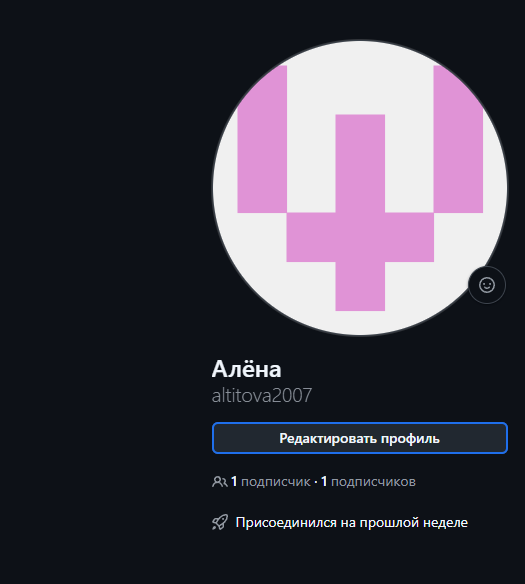 Алёна
altitova2007
Редактировать профиль
1 подписчик · 1 подписчиков
Присоединился на прошлой неделе